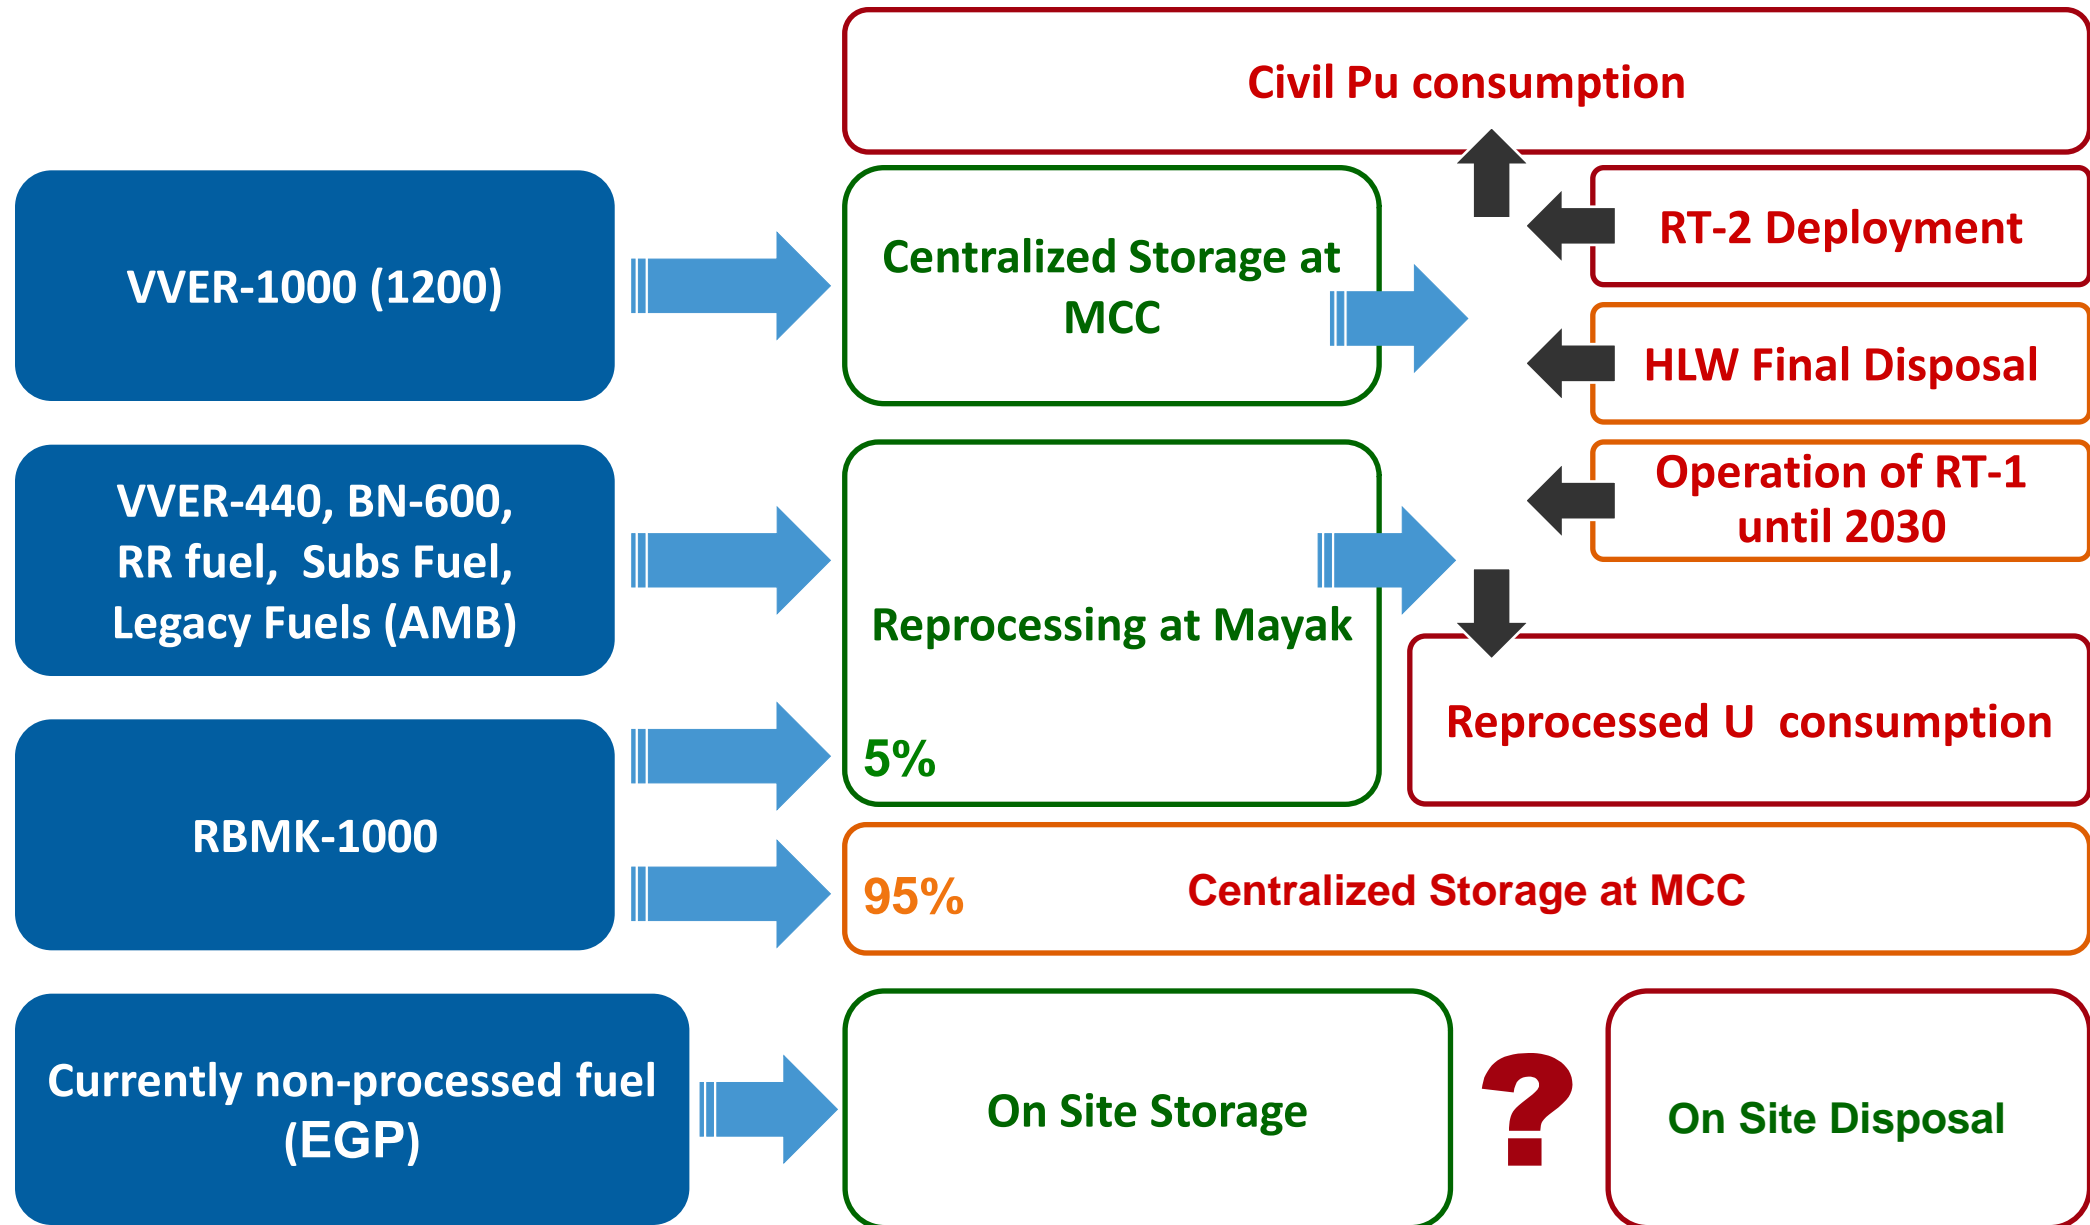 Civil Pu consumption
VVER-1000 (1200)
Centralized Storage at
MCC
RT-2 Deployment
HLW Final Disposal
Operation of RT-1
until 2030
VVER-440, BN-600,
RR fuel,  Subs Fuel,
Legacy Fuels (AMB)
Reprocessing at Mayak
5%
Reprocessed U  consumption
RBMK-1000
95%
Centralized Storage at MCC
Currently non-processed fuel
(EGP)
On Site Storage
?
On Site Disposal